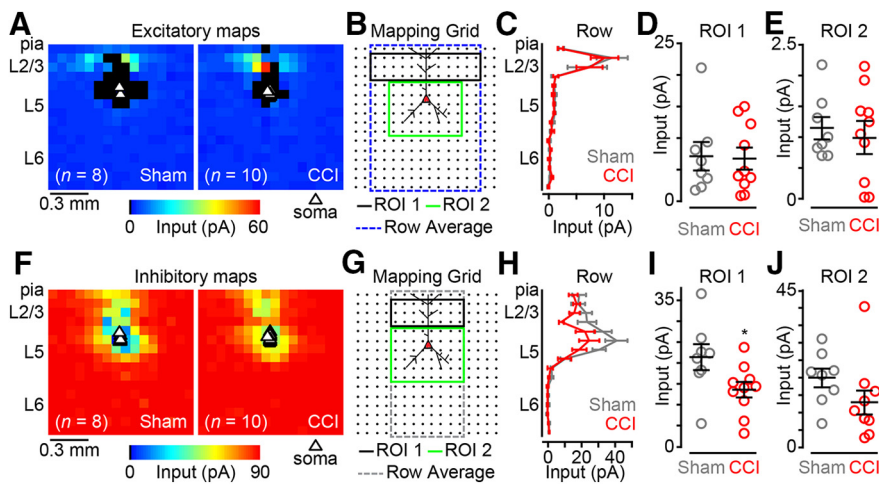 A Excitatory maps
pia
L2/3
L5
L6
(n = 8) Sham
(n = 10) CCI
0.3 mm
0 60
Input (pA)
soma
B Mapping Grid
ROI 1 ROI 2
Row Average
C Row
pia
L2/3
L5
L6
Sham
CCI
0 10
Input (pA)
D ROI 1
25
Input (pA)
0
Sham CCI
E ROI 2
2.5
Input (pA)
0
Sham CCI
F Inhibitory maps
pia
L2/3
L5
L6
(n = 8) Sham
(n = 10) CCI
0.3 mm
0 90
Input (pA)
soma
G Mapping Grid
ROI 1 ROI 2
Row Average
H Row
pia
L2/3
L5
L6
Sham
CCI
0 20 40
Input (pA)
I ROI 1
35
*
Input (pA)
0
Sham CCI
J ROI 2
45
Input (pA)
0
Sham CCI